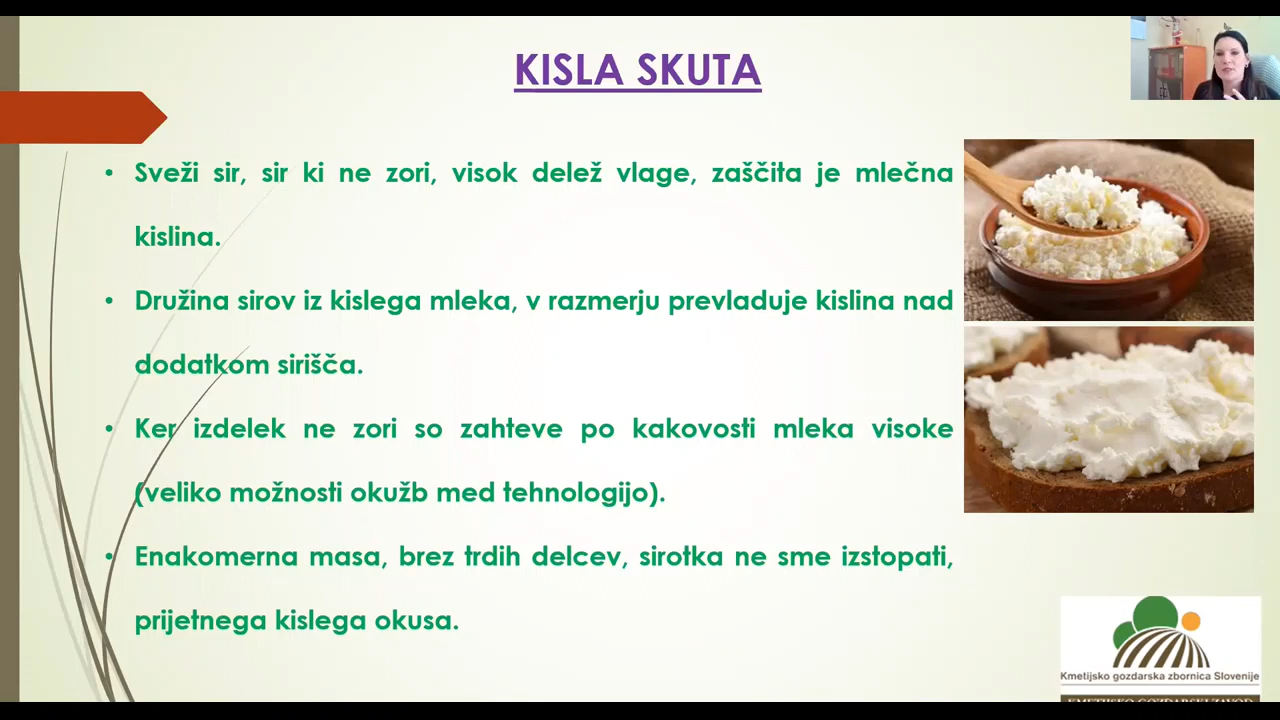 KISLA SKUTA
• Sveži sir, sir ki ne zori, visok delež vlage, zaščita je mlečna
kislina.
• Družina sirov iz kislega mleka, v razmerju prevladuje kislina nad
dodatkom sirišča.
• Ker izdelek ne zori so zahteve po kakovosti mleka visoke
(veliko možnosti okužb med tehnologijo).
• Enakomerna masa, brez trdih delcev, sirotka ne sme izstopati,
prijetnega kislega okusa.
Kmetijsko gozdarska zbornica Slovenije
KMETIJSKO GOZDARSKI ZAVOD